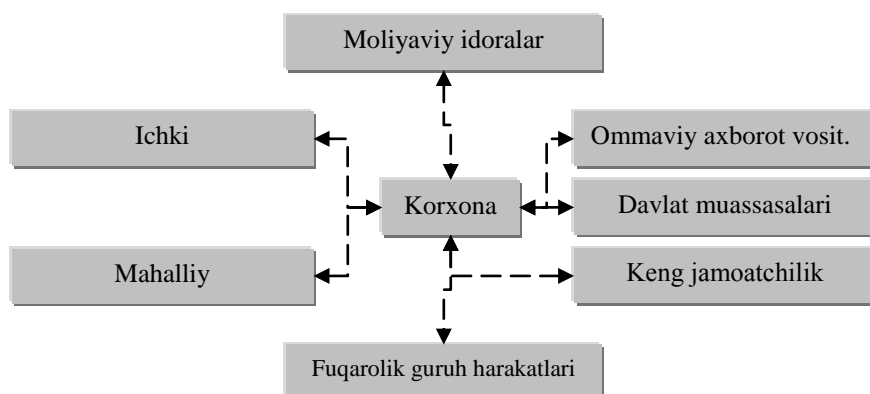 Moliyaviy idoralar
Ichki
Ommaviy axborot vosit.
Korxona
Davlat muassasalari
Mahalliy
Keng jamoatchilik
Fuqarolik guruh harakatlari